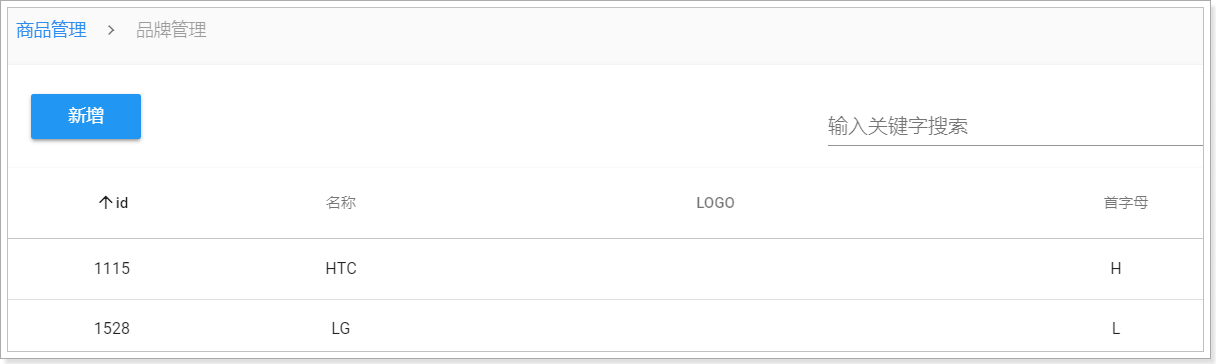 商品管理 > 品牌管理
新增
输入关键字搜索
↑id 名称 LOGO 首字母
1115 HTC H
1528 LG L